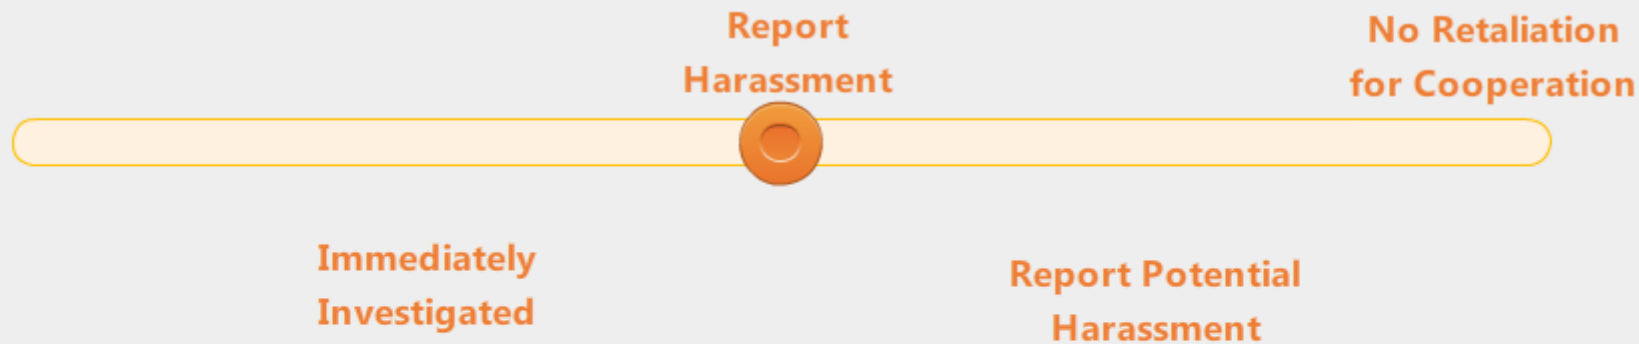 Report
Harassment
No Retaliation
for Cooperation
Immediately
Investigated
Report Potential
Harassment